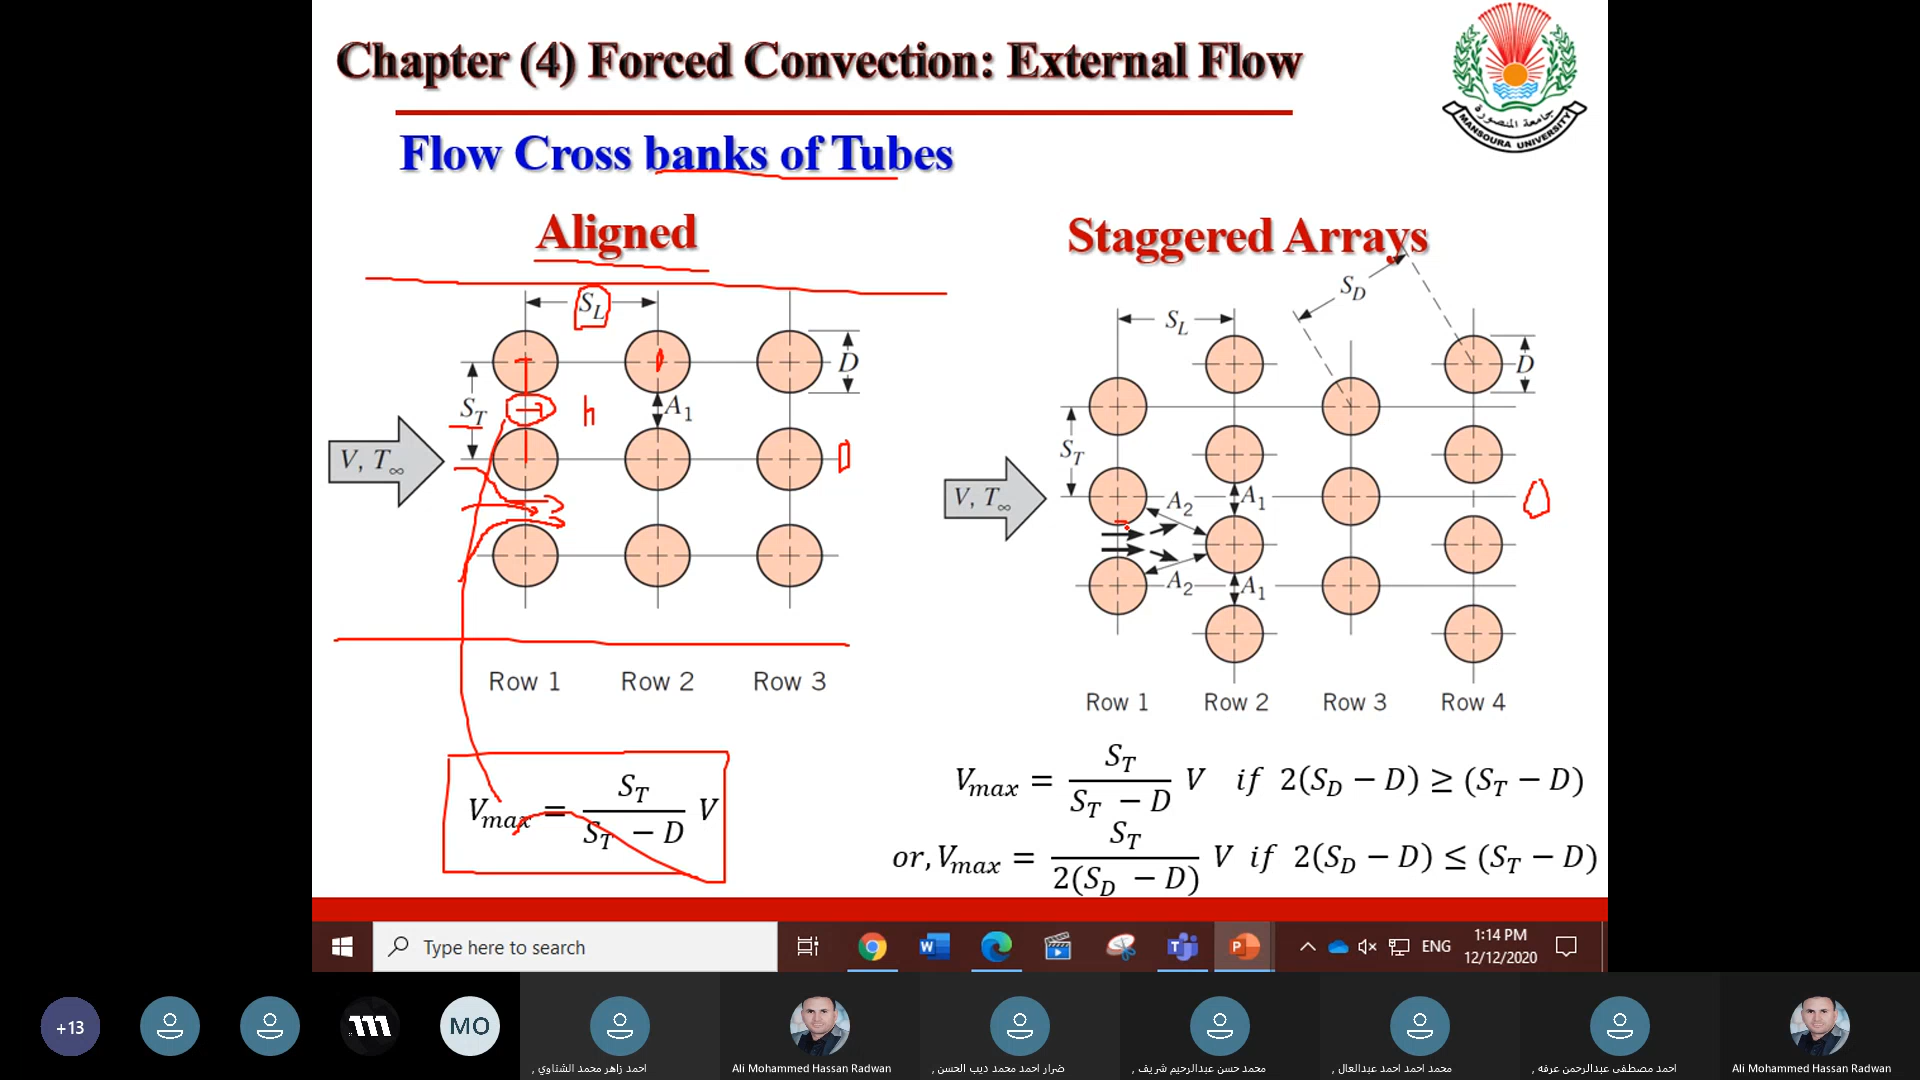 Chapter (4) Forced Convection: External Flow
جامعة المنصورة
MANSOURA UNIVERSITY
Flow Cross banks of Tubes
Aligned
Staggered Arrays
S_L
D
S_T
h
A_1
V, T_∞
Row 1 Row 2 Row 3
S_D
S_L
D
S_T
A_2 A_1
V, T_∞
A_2 A_1
Row 1 Row 2 Row 3 Row 4
V_max = S_T / (S_T − D) V
V_max = S_T / (S_T − D) V if 2(S_D − D) ≥ (S_T − D)
or, V_max = S_T / 2(S_D − D) V if 2(S_D − D) ≤ (S_T − D)
Type here to search
ENG
1:14 PM
12/12/2020
+13
MO
احمد زاهر محمد الشناوي ,
Ali Mohammed Hassan Radwan
ضرار احمد محمد ديب الحسن ,
محمد حسن عبدالرحيم شريف ,
محمد احمد احمد عبدالعال ,
احمد مصطفى عبدالرحمن عرفه ,
Ali Mohammed Hassan Radwan